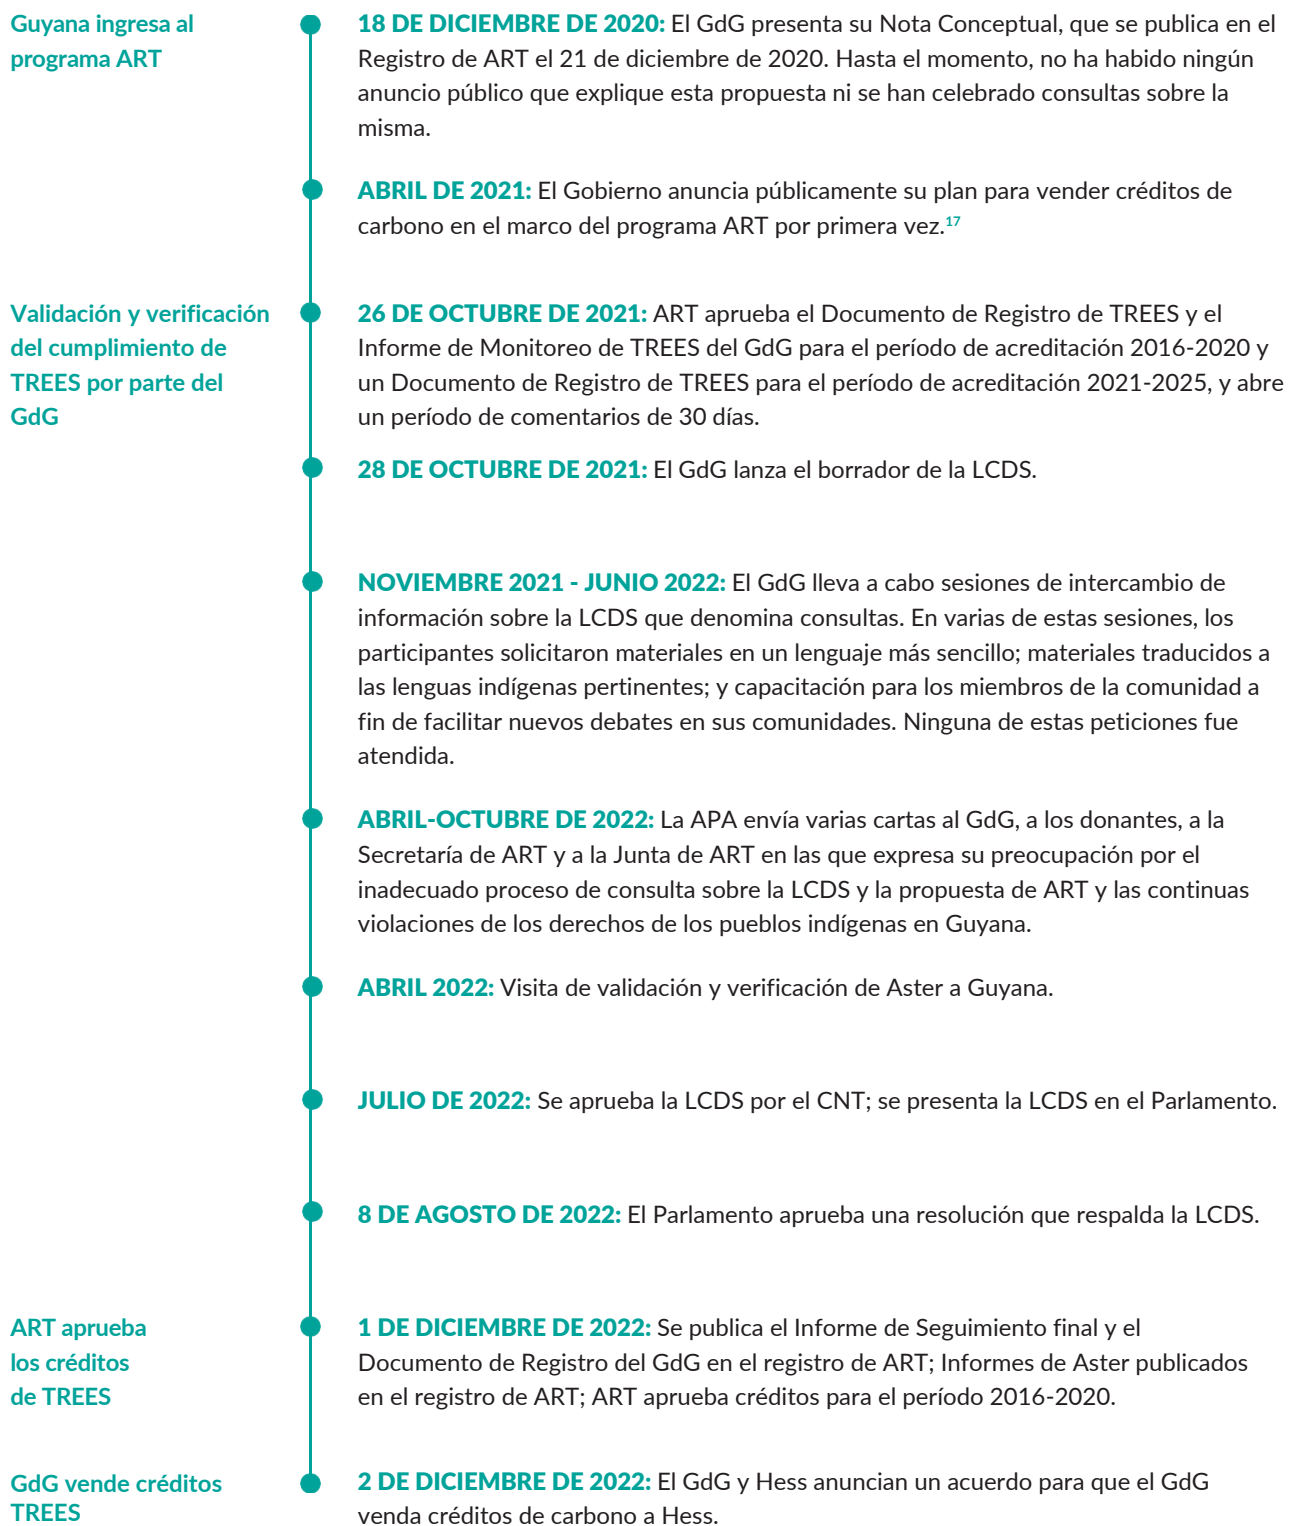 Guyana ingresa al
programa ART
18 DE DICIEMBRE DE 2020: El GdG presenta su Nota Conceptual, que se publica en el
Registro de ART el 21 de diciembre de 2020. Hasta el momento, no ha habido ningún
anuncio público que explique esta propuesta ni se han celebrado consultas sobre la
misma.
ABRIL DE 2021: El Gobierno anuncia públicamente su plan para vender créditos de
carbono en el marco del programa ART por primera vez.17
Validación y verificación
del cumplimiento de
TREES por parte del
GdG
26 DE OCTUBRE DE 2021: ART aprueba el Documento de Registro de TREES y el
Informe de Monitoreo de TREES del GdG para el período de acreditación 2016-2020 y
un Documento de Registro de TREES para el período de acreditación 2021-2025, y abre
un período de comentarios de 30 días.
28 DE OCTUBRE DE 2021: El GdG lanza el borrador de la LCDS.
NOVIEMBRE 2021 - JUNIO 2022: El GdG lleva a cabo sesiones de intercambio de
información sobre la LCDS que denomina consultas. En varias de estas sesiones, los
participantes solicitaron materiales en un lenguaje más sencillo; materiales traducidos a
las lenguas indígenas pertinentes; y capacitación para los miembros de la comunidad a
fin de facilitar nuevos debates en sus comunidades. Ninguna de estas peticiones fue
atendida.
ABRIL-OCTUBRE DE 2022: La APA envía varias cartas al GdG, a los donantes, a la
Secretaría de ART y a la Junta de ART en las que expresa su preocupación por el
inadecuado proceso de consulta sobre la LCDS y la propuesta de ART y las continuas
violaciones de los derechos de los pueblos indígenas en Guyana.
ABRIL 2022: Visita de validación y verificación de Aster a Guyana.
JULIO DE 2022: Se aprueba la LCDS por el CNT; se presenta la LCDS en el Parlamento.
8 DE AGOSTO DE 2022: El Parlamento aprueba una resolución que respalda la LCDS.
ART aprueba
los créditos
de TREES
1 DE DICIEMBRE DE 2022: Se publica el Informe de Seguimiento final y el
Documento de Registro del GdG en el registro de ART; Informes de Aster publicados
en el registro de ART; ART aprueba créditos para el período 2016-2020.
GdG vende créditos
TREES
2 DE DICIEMBRE DE 2022: El GdG y Hess anuncian un acuerdo para que el GdG
venda créditos de carbono a Hess.